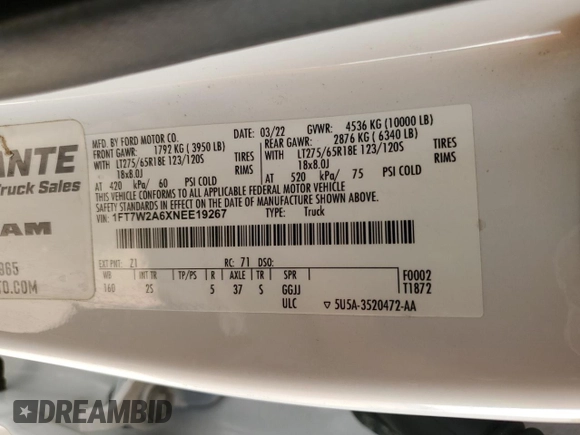 ANTE
Truck Sales
AM
965
TO.COM
MFD. BY FORD MOTOR CO.
DATE: 03/22 GVWR: 4536 KG (10000 LB)
FRONT GAWR: 1792 KG ( 3950 LB) REAR GAWR: 2876 KG ( 6340 LB)
WITH LT275/65R18E 123/120S TIRES WITH LT275/65R18E 123/120S TIRES
18x8.0J RIMS 18x8.0J RIMS
AT 420 kPa/ 60 PSI COLD AT 520 kPa/ 75 PSI COLD
THIS VEHICLE CONFORMS TO ALL APPLICABLE FEDERAL MOTOR VEHICLE
SAFETY STANDARDS IN EFFECT ON THE DATE OF MANUFACTURE SHOWN ABOVE.
VIN: 1FT7W2A6XNEE19267 TYPE: Truck
EXT PNT: Z1 RC: 71 DSO:
WB INT TR TP/PS R AXLE TR SPR F0002
160 2S 5 37 S GGJJ T1872
ULC ▽ 5U5A-3520472-AA
DREAMBID